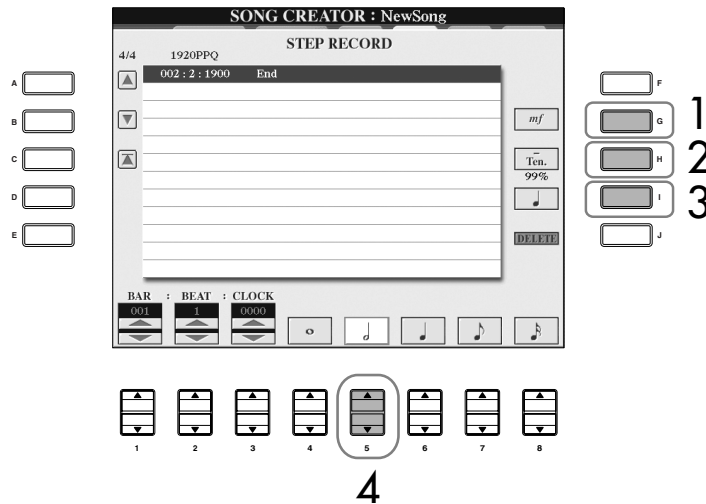 SONG CREATOR : NewSong
STEP RECORD
4/4 1920PPQ
002 : 2 : 1900 End
A
B
C
D
E
mf
Ten.
99%
DELETE
F
G
H
I
J
1
2
3
BAR : BEAT : CLOCK
001 1 0000
1 2 3 4 5 6 7 8
4